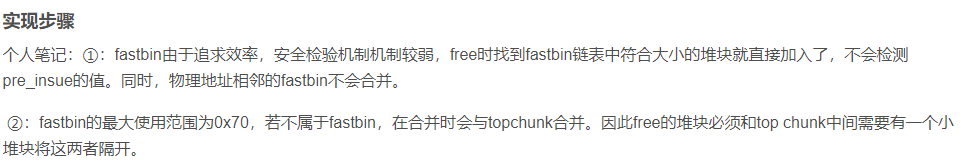 实现步骤
个人笔记：①：fastbin由于追求效率，安全检验机制机制较弱，free时找到fastbin链表中符合大小的堆块就直接加入了，不会检测
pre_insue的值。同时，物理地址相邻的fastbin不会合并。
②：fastbin的最大使用范围为0x70，若不属于fastbin，在合并时会与topchunk合并。因此free的堆块必须和top chunk中间需要有一个小
堆块将这两者隔开。